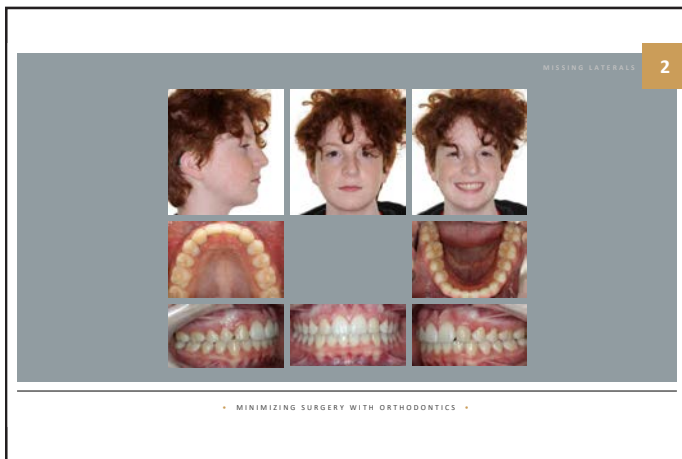 MISSING LATERALS 2
• MINIMIZING SURGERY WITH ORTHODONTICS •